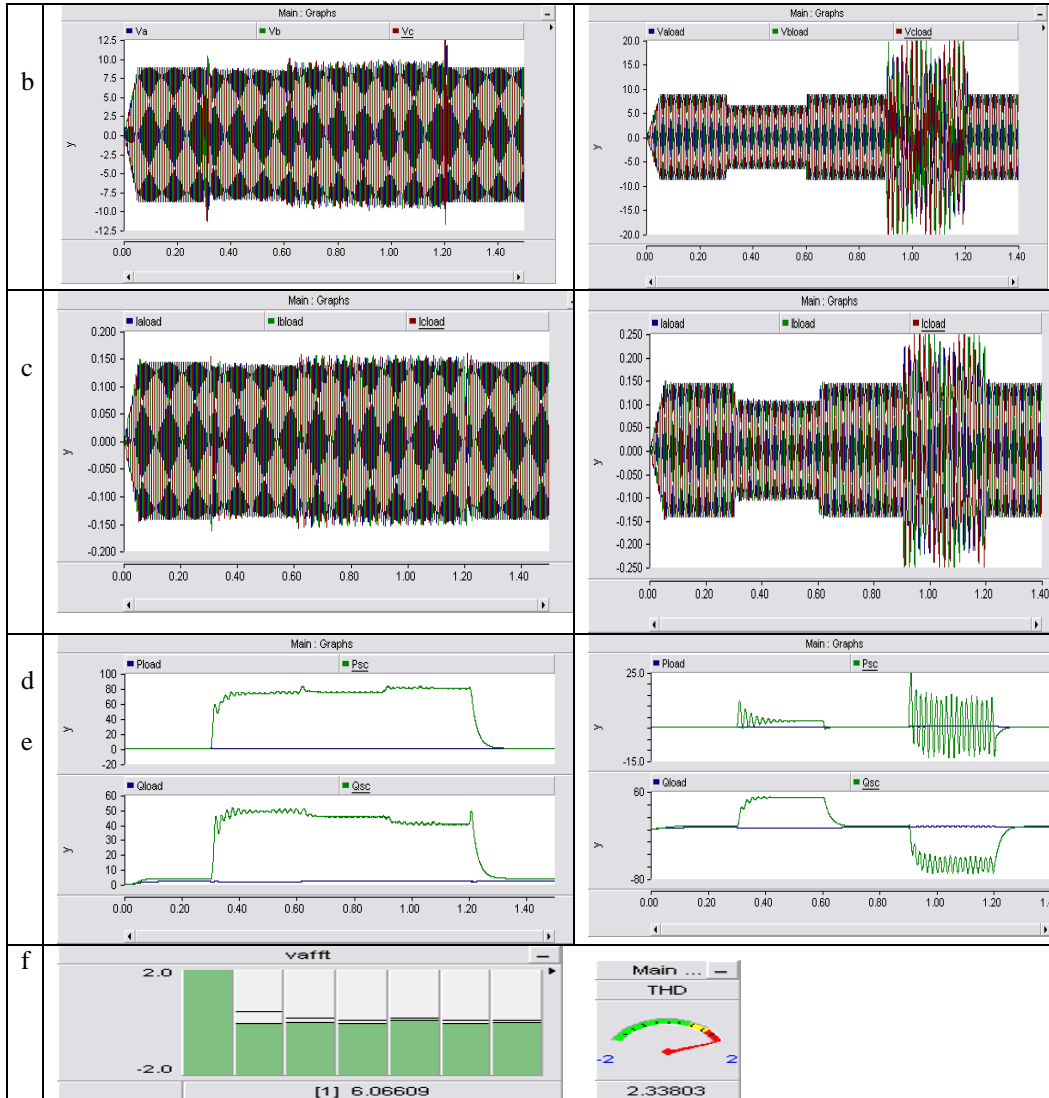 b
Main : Graphs
Va Vb Vc
y
12.5
10.0
7.5
5.0
2.5
0.0
-2.5
-5.0
-7.5
-10.0
12.5
0.00 0.20 0.40 0.60 0.80 1.00 1.20 1.40
Main : Graphs
Vaload Vbload Vcload
y
20.0
15.0
10.0
5.0
0.0
-5.0
-10.0
-15.0
-20.0
0.00 0.20 0.40 0.60 0.80 1.00 1.20 1.40
c
Main : Graphs
Iaload Ibload Icload
y
0.200
0.150
0.100
0.050
0.000
-0.050
-0.100
-0.150
-0.200
0.00 0.20 0.40 0.60 0.80 1.00 1.20 1.40
Main : Graphs
Iaload Ibload Icload
y
0.250
0.200
0.150
0.100
0.050
0.000
-0.050
-0.100
-0.150
-0.200
-0.250
0.00 0.20 0.40 0.60 0.80 1.00 1.20 1.40
d
e
Main : Graphs
Pload Psc
y
100
80
60
40
20
0
-20
Qload Qsc
y
60
50
40
30
20
10
0
0.00 0.20 0.40 0.60 0.80 1.00 1.20 1.40
Main : Graphs
Pload Psc
y
25.0
-15.0
Qload Qsc
y
60
-80
0.00 0.20 0.40 0.60 0.80 1.00 1.20
f
vafft
2.0
-2.0
[1] 6.06609
Main ...
THD
-2 2
2.33803